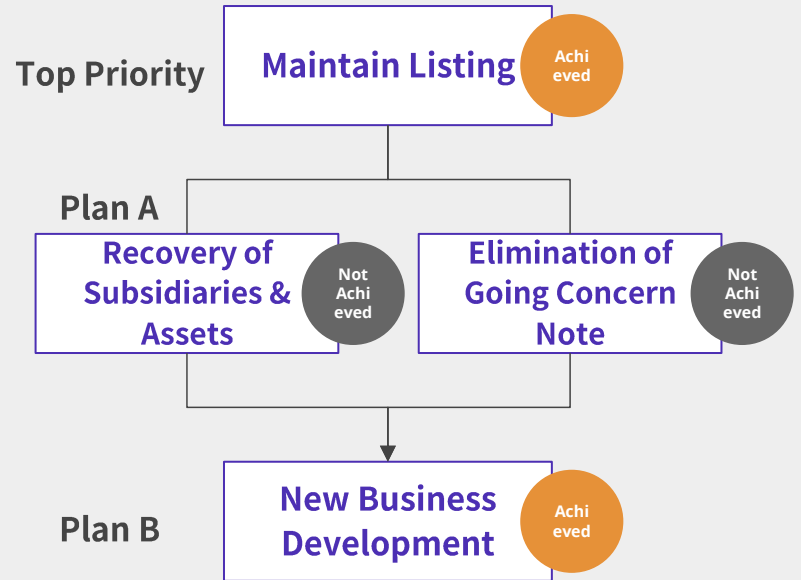 Top Priority
Maintain Listing
Achi
eved
Plan A
Recovery of
Subsidiaries &
Assets
Not
Achi
eved
Elimination of
Going Concern
Note
Not
Achi
eved
Plan B
New Business
Development
Achi
eved